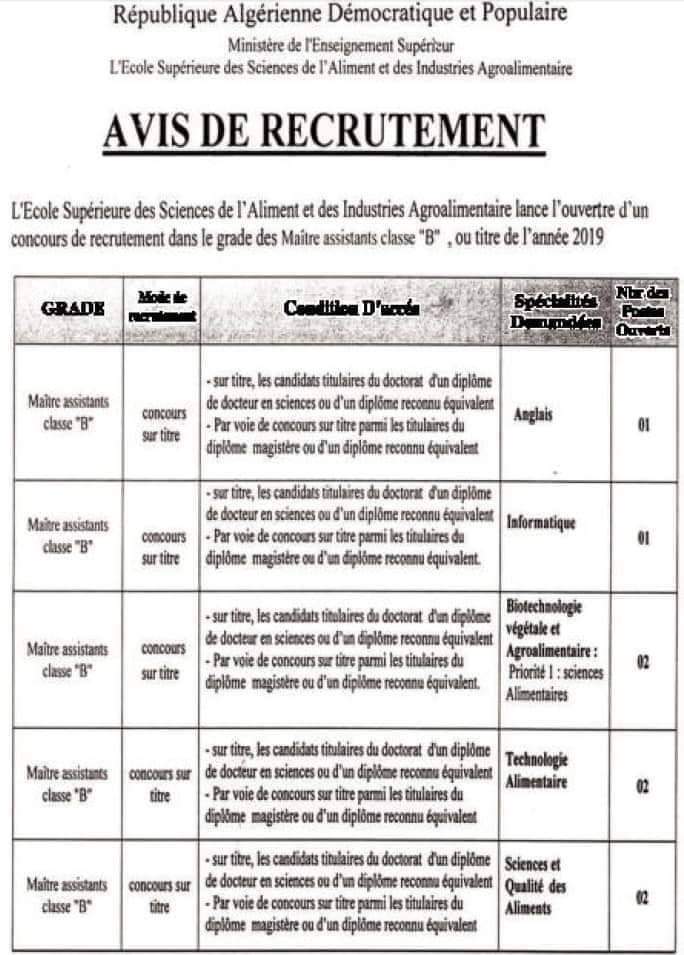 République Algérienne Démocratique et Populaire
Ministère de l'Enseignement Supérieur
L'Ecole Supérieure des Sciences de l'Aliment et des Industries Agroalimentaire
AVIS DE RECRUTEMENT
L'Ecole Supérieure des Sciences de l'Aliment et des Industries Agroalimentaire lance l'ouvertre d'un
concours de recrutement dans le grade des Maître assistants classe "B" , ou titre de l'année 2019
GRADE
Mode de
recrutement
Condition D'accés
Spécialités
Demandées
Nbr des
Postes
Ouverts
Maître assistants
classe "B"
concours
sur titre
- sur titre, les candidats titulaires du doctorat d'un diplôme
de docteur en sciences ou d'un diplôme reconnu équivalent
- Par voie de concours sur titre parmi les titulaires du
diplôme magistère ou d'un diplôme reconnu équivalent
Anglais
01
Maître assistants
classe "B"
concours
sur titre
- sur titre, les candidats titulaires du doctorat d'un diplôme
de docteur en sciences ou d'un diplôme reconnu équivalent
- Par voie de concours sur titre parmi les titulaires du
diplôme magistère ou d'un diplôme reconnu équivalent.
Informatique
01
Maître assistants
classe "B"
concours
sur titre
- sur titre, les candidats titulaires du doctorat d'un diplôme
de docteur en sciences ou d'un diplôme reconnu équivalent
- Par voie de concours sur titre parmi les titulaires du
diplôme magistère ou d'un diplôme reconnu équivalent.
Biotechnologie
végétale et
Agroalimentaire :
Priorité 1 : sciences
Alimentaires
02
Maître assistants
classe "B"
concours sur
titre
- sur titre, les candidats titulaires du doctorat d'un diplôme
de docteur en sciences ou d'un diplôme reconnu équivalent
- Par voie de concours sur titre parmi les titulaires du
diplôme magistère ou d'un diplôme reconnu équivalent
Technologie
Alimentaire
02
Maître assistants
classe "B"
concours sur
titre
- sur titre, les candidats titulaires du doctorat d'un diplôme
de docteur en sciences ou d'un diplôme reconnu équivalent
- Par voie de concours sur titre parmi les titulaires du
diplôme magistère ou d'un diplôme reconnu équivalent
Sciences et
Qualité des
Aliments
02